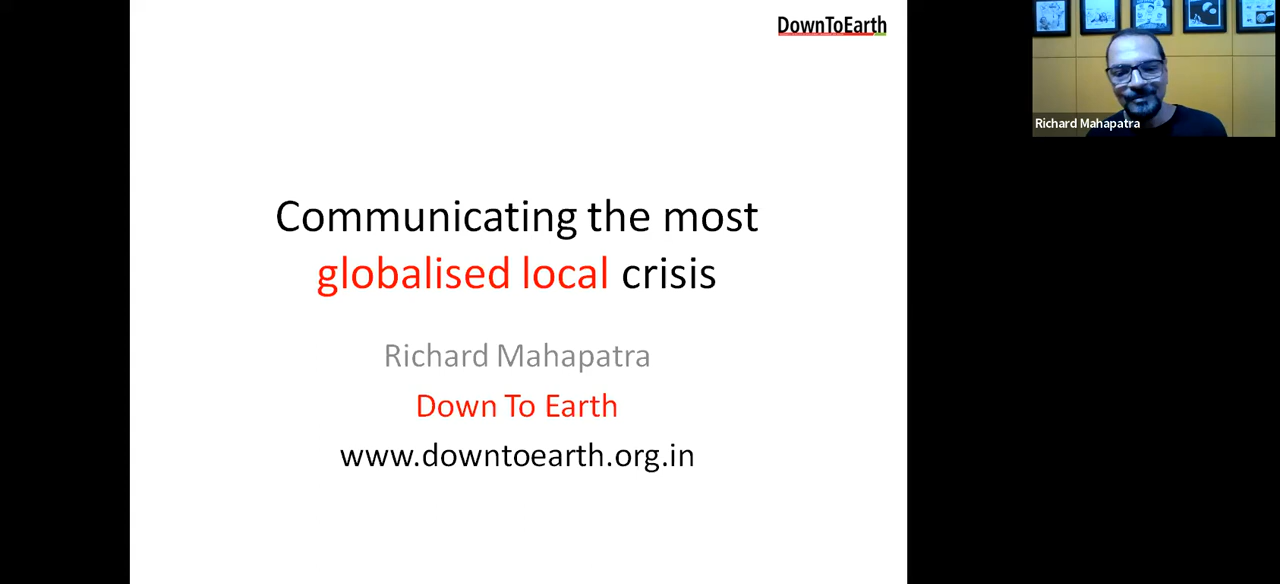 DownToEarth
Richard Mahapatra
Communicating the most
globalised local crisis
Richard Mahapatra
Down To Earth
www.downtoearth.org.in